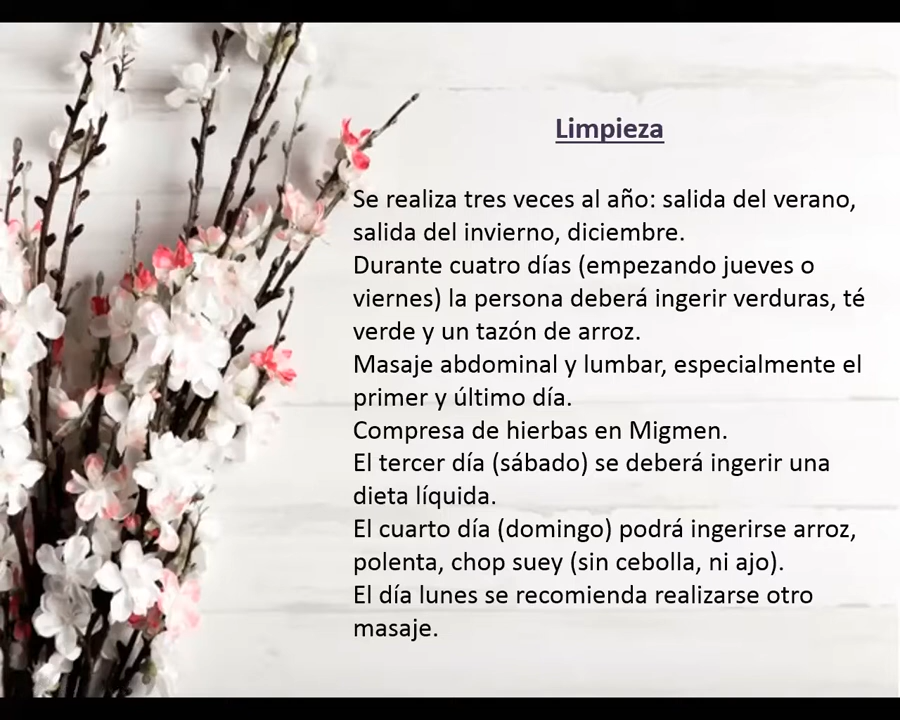 Limpieza
Se realiza tres veces al año: salida del verano,
salida del invierno, diciembre.
Durante cuatro días (empezando jueves o
viernes) la persona deberá ingerir verduras, té
verde y un tazón de arroz.
Masaje abdominal y lumbar, especialmente el
primer y último día.
Compresa de hierbas en Migmen.
El tercer día (sábado) se deberá ingerir una
dieta líquida.
El cuarto día (domingo) podrá ingerirse arroz,
polenta, chop suey (sin cebolla, ni ajo).
El día lunes se recomienda realizarse otro
masaje.